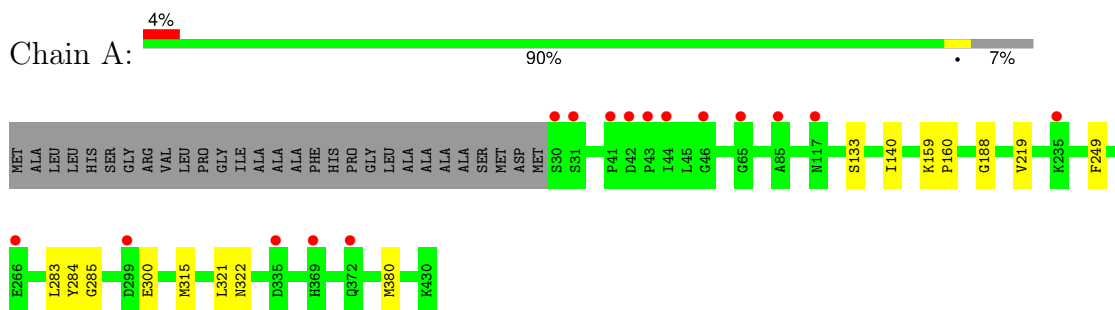 4%
Chain A:
90% • 7%
MET ALA LEU LEU HIS SER GLY ARG VAL LEU PRO GLY ILE ALA ALA ALA PHE HIS PRO GLY LEU ALA ALA ALA ALA SER MET ASP MET S30 S31 P41 D42 P43 I44 L45 G46 G65 A85 N117 S133 I140 K159 P160 G188 V219 K235 F249
E266 L283 Y284 G285 D299 E300 M315 L321 N322 D335 H369 Q372 M380 K430